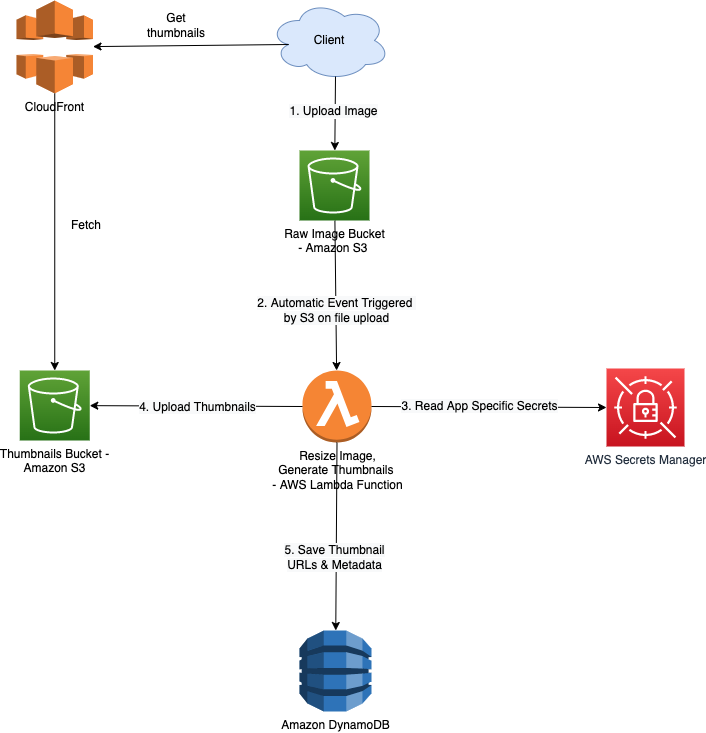 Get
thumbnails
Client
CloudFront
1. Upload Image
Raw Image Bucket
- Amazon S3
Fetch
2. Automatic Event Triggered
by S3 on file upload
4. Upload Thumbnails
3. Read App Specific Secrets
Thumbnails Bucket -
Amazon S3
Resize Image,
Generate Thumbnails
- AWS Lambda Function
AWS Secrets Manager
5. Save Thumbnail
URLs & Metadata
Amazon DynamoDB